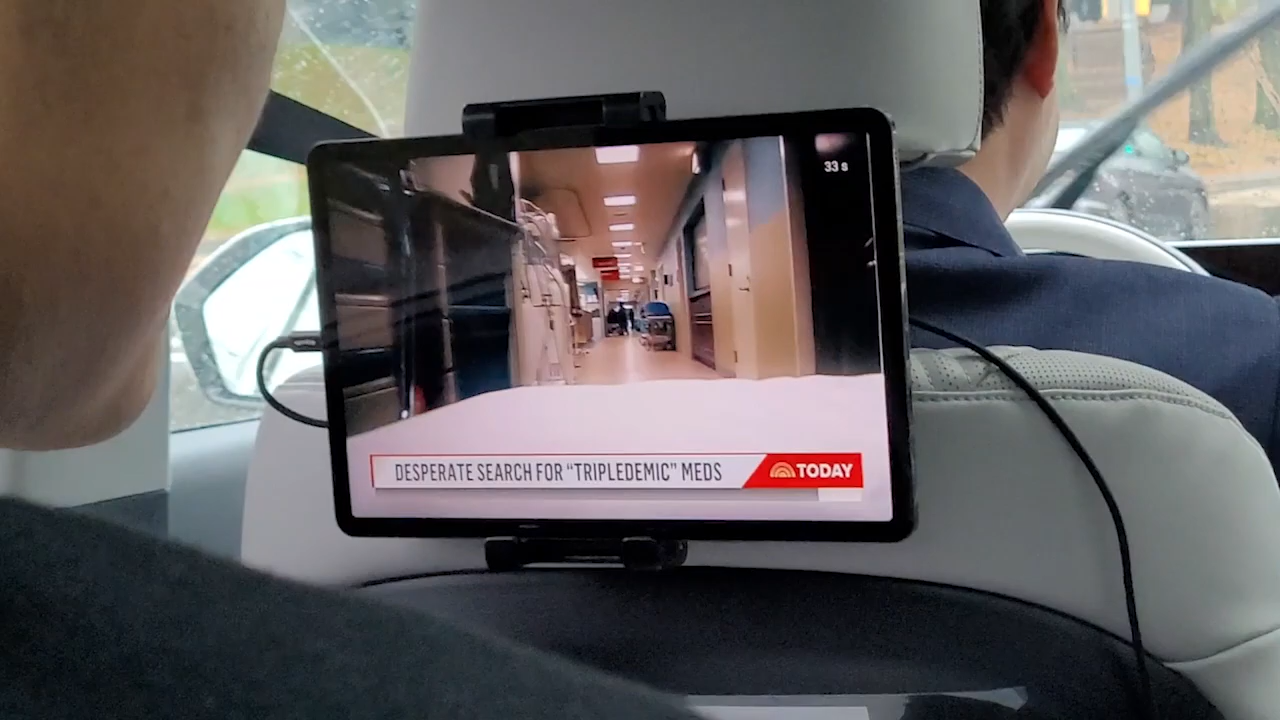 33 s
DESPERATE SEARCH FOR “TRIPLEDEMIC” MEDS
TODAY